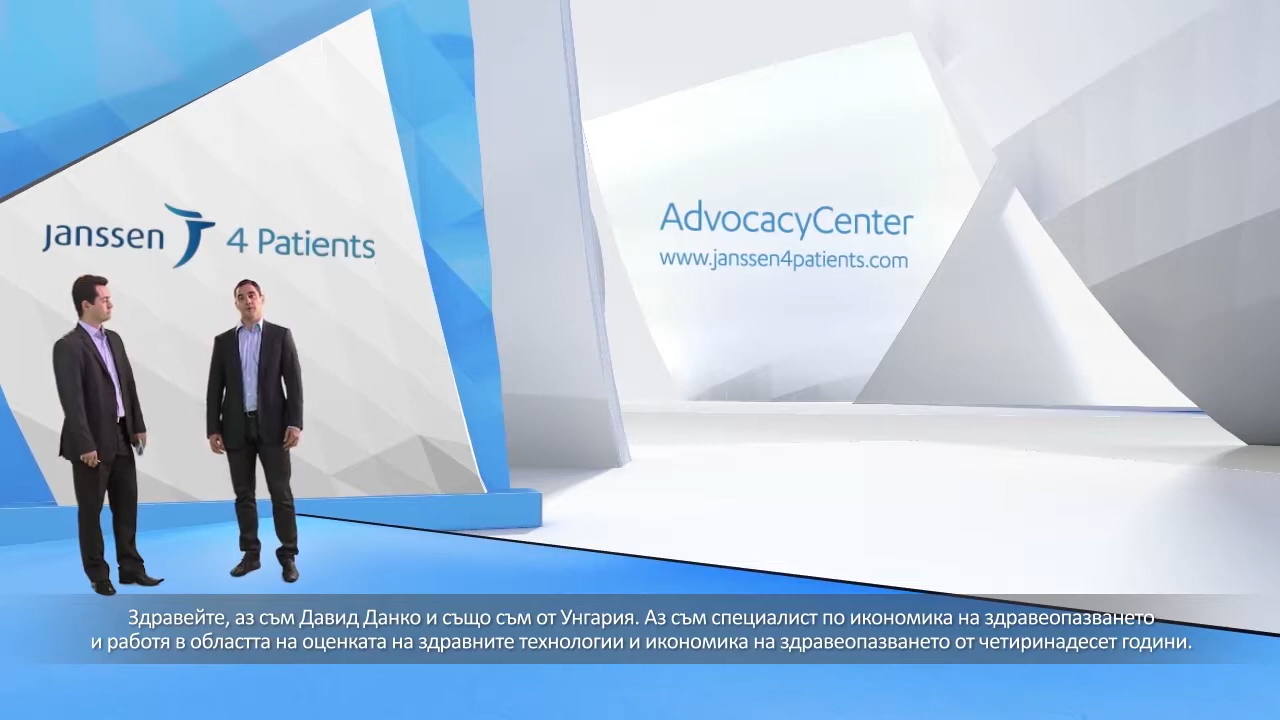 Janssen 4 Patients
AdvocacyCenter
www.janssen4patients.com
Здравейте, аз съм Давид Данко и също съм от Унгария. Аз съм специалист по икономика на здравеопазването
и работя в областта на оценката на здравните технологии и икономика на здравеопазването от четиринадесет години.